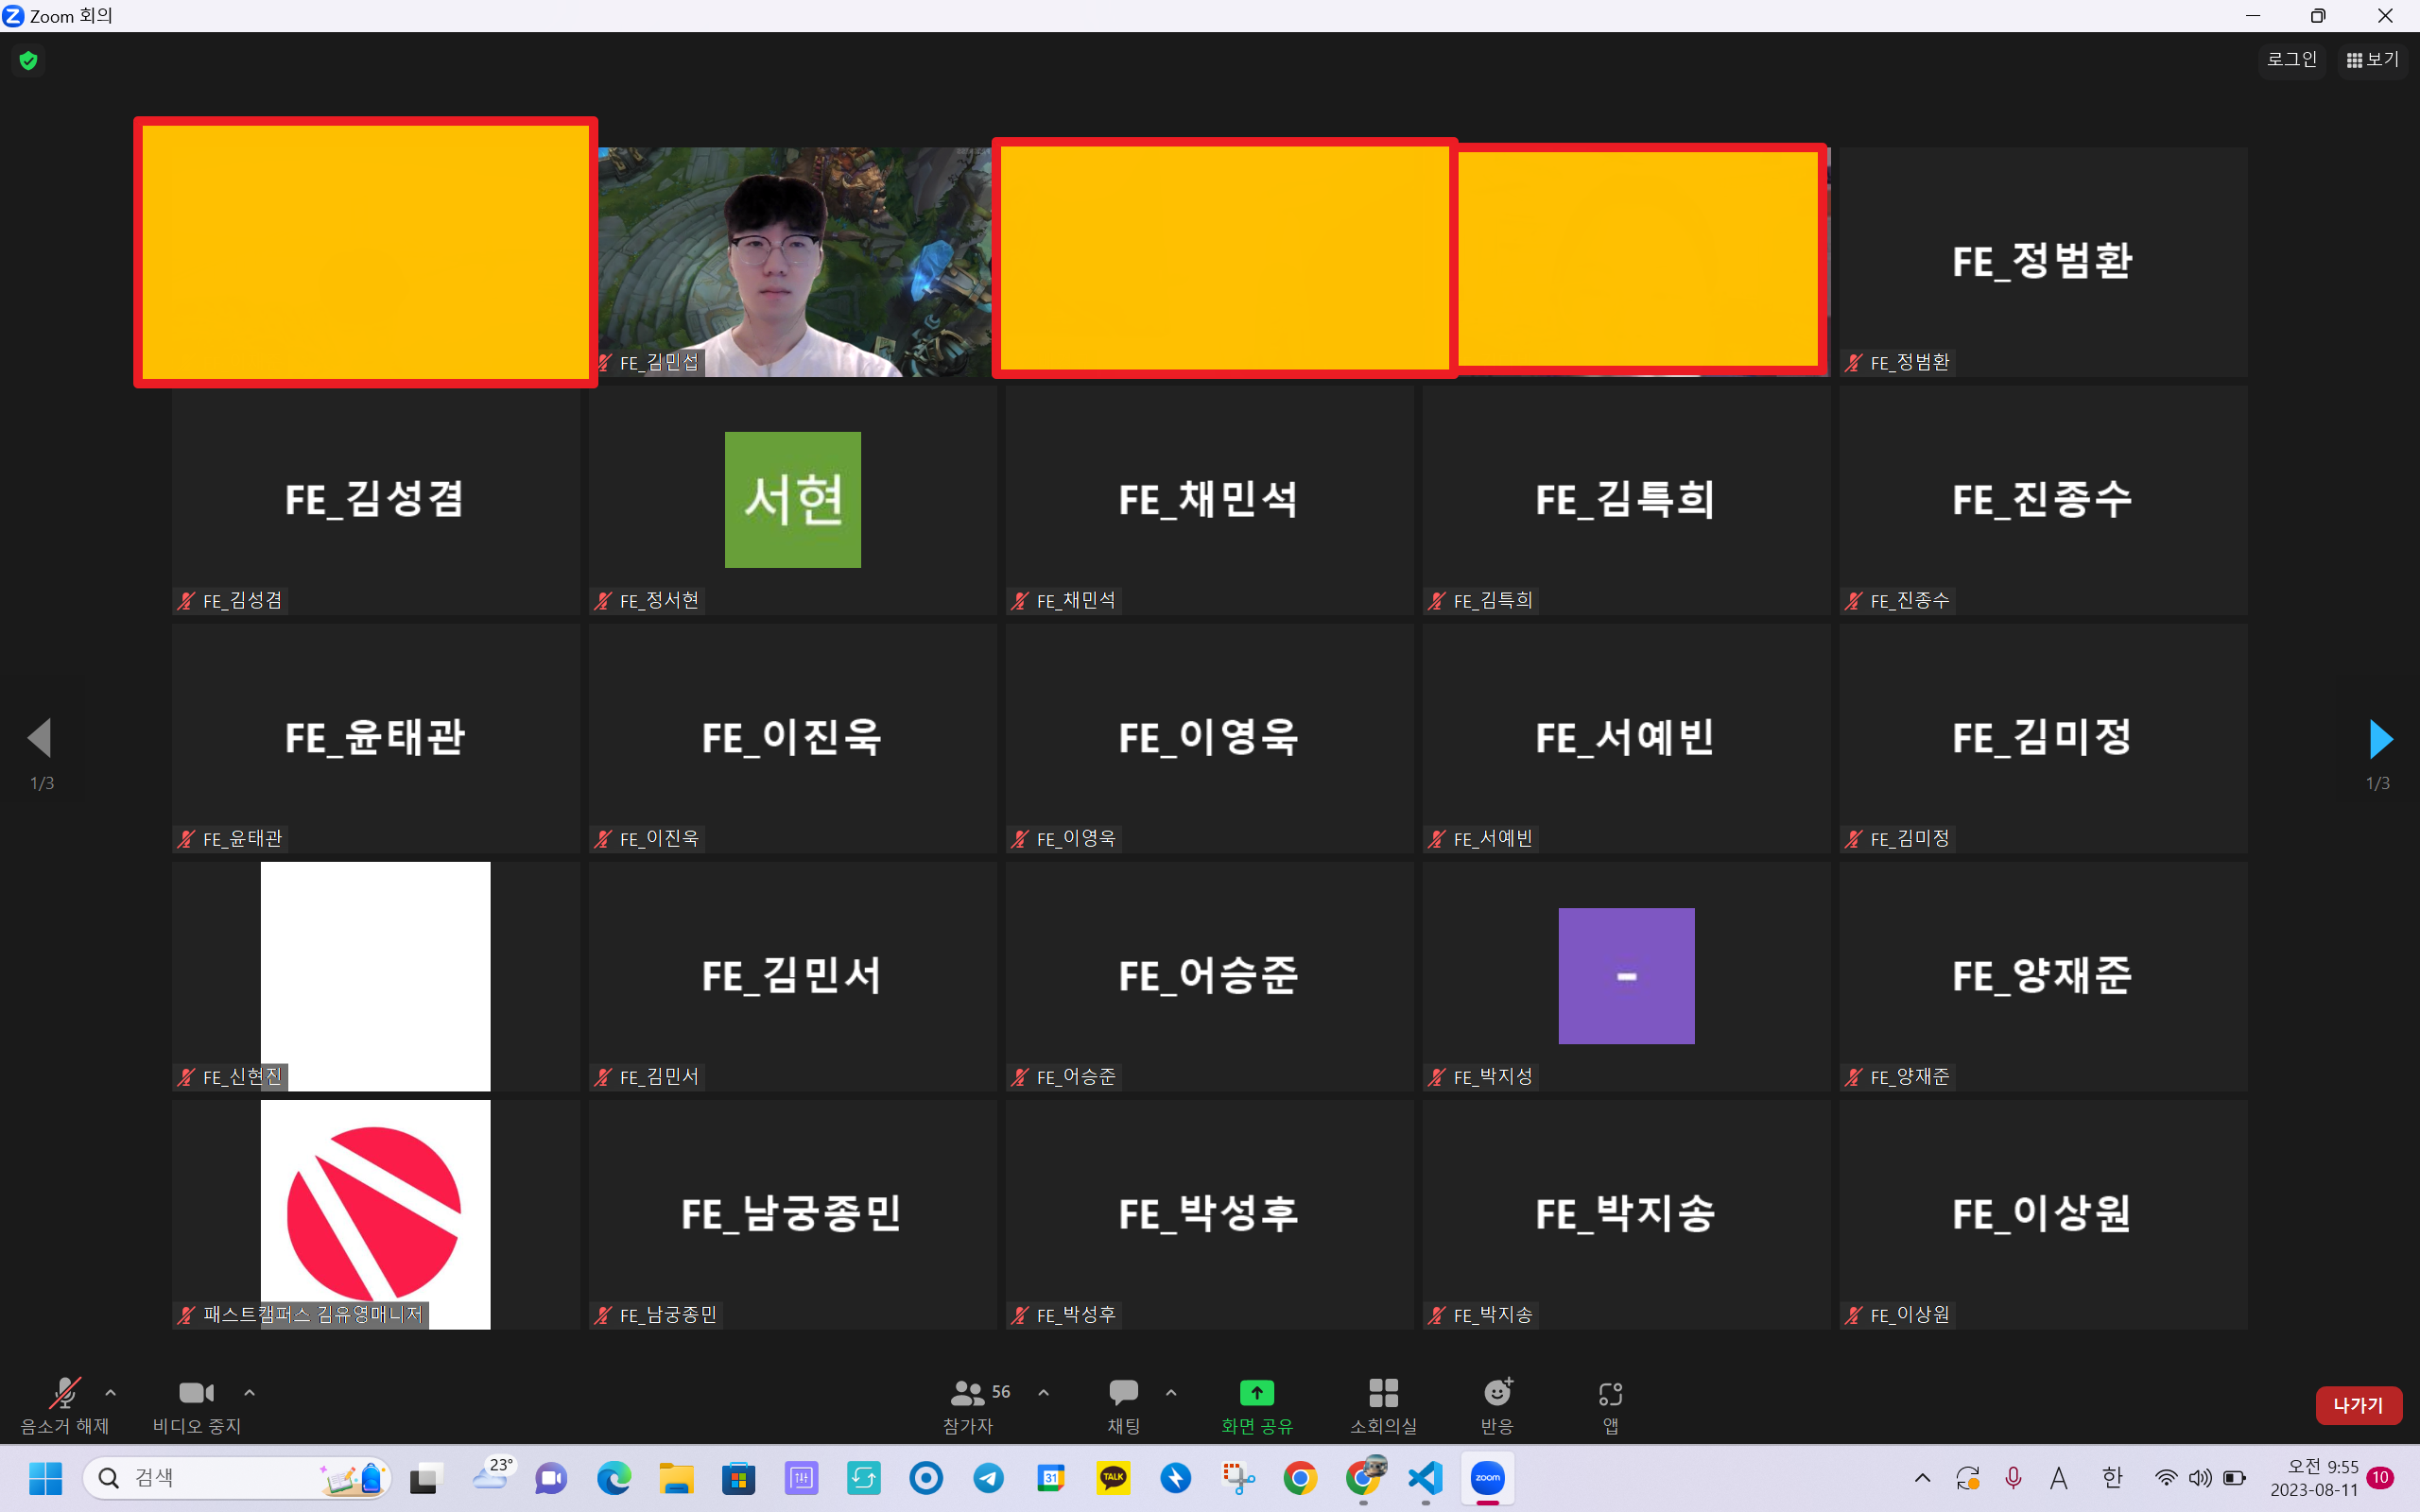 Zoom 회의
로그인
보기
FE_김민섭
FE_정범환
FE_정범환
FE_김성겸
서현
FE_채민석
FE_김특희
FE_진종수
FE_김성겸
FE_정서현
FE_채민석
FE_김특희
FE_진종수
FE_윤태관
FE_이진욱
FE_이영욱
FE_서예빈
FE_김미정
1/3
1/3
FE_윤태관
FE_이진욱
FE_이영욱
FE_서예빈
FE_김미정
FE_김민서
FE_어승준
-
FE_양재준
FE_신현진
FE_김민서
FE_어승준
FE_박지성
FE_양재준
FE_남궁종민
FE_박성후
FE_박지송
FE_이상원
패스트캠퍼스 김유영매니저
FE_남궁종민
FE_박성후
FE_박지송
FE_이상원
56
음소거 해제
비디오 중지
참가자
채팅
화면 공유
소회의실
반응
앱
나가기
검색
23°
31
TALK
zoom
A
한
오전 9:55
2023-08-11
10